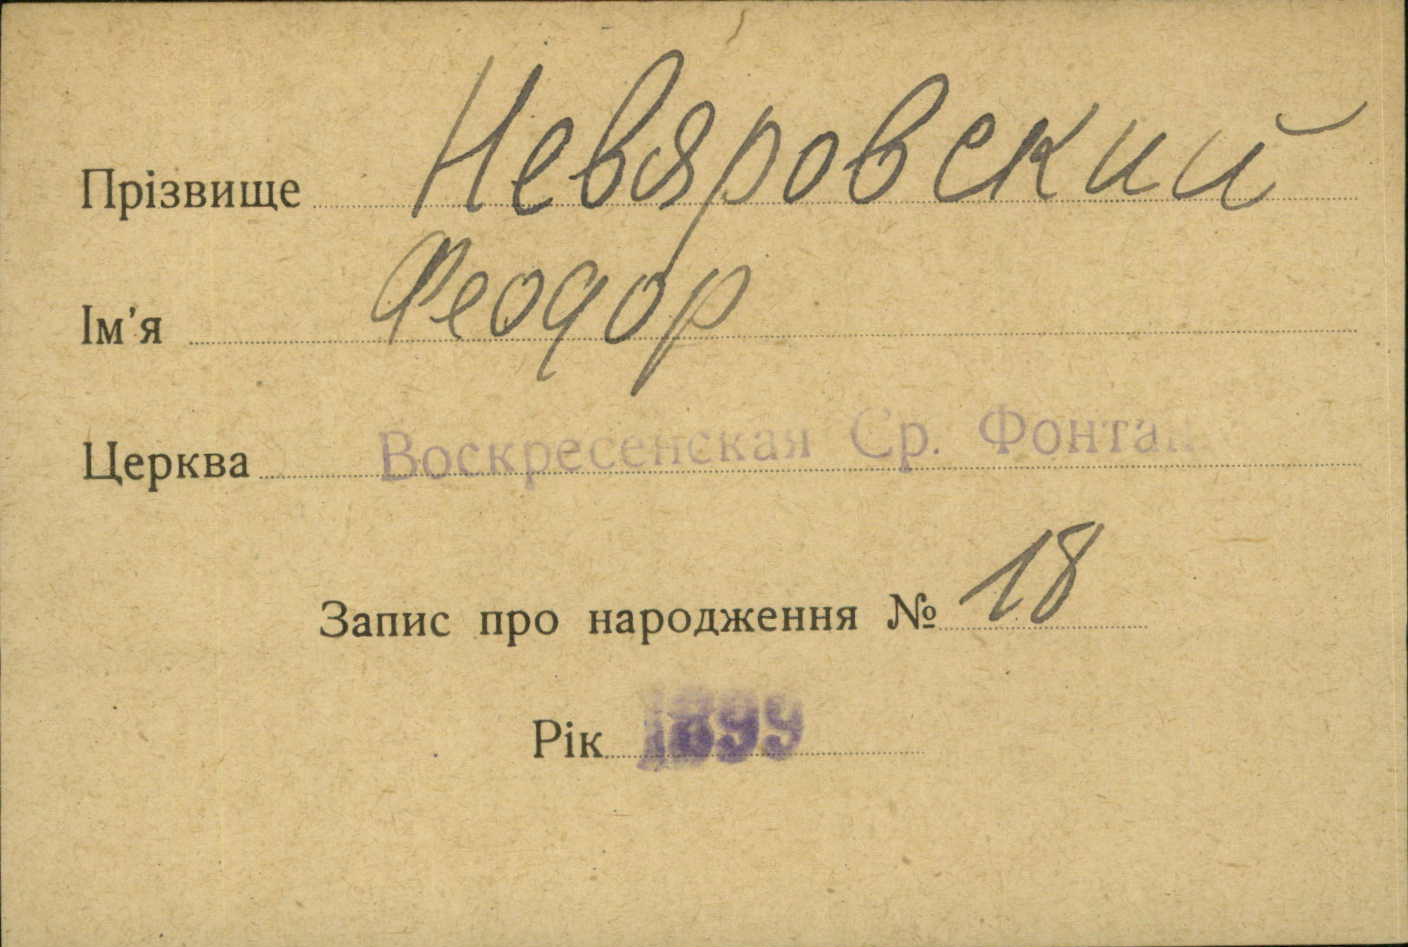 Прізвище Невяровский
Ім'я Феодор
Церква Воскресенская Ср. Фонтан
Запис про народження № 18
Рік 1899